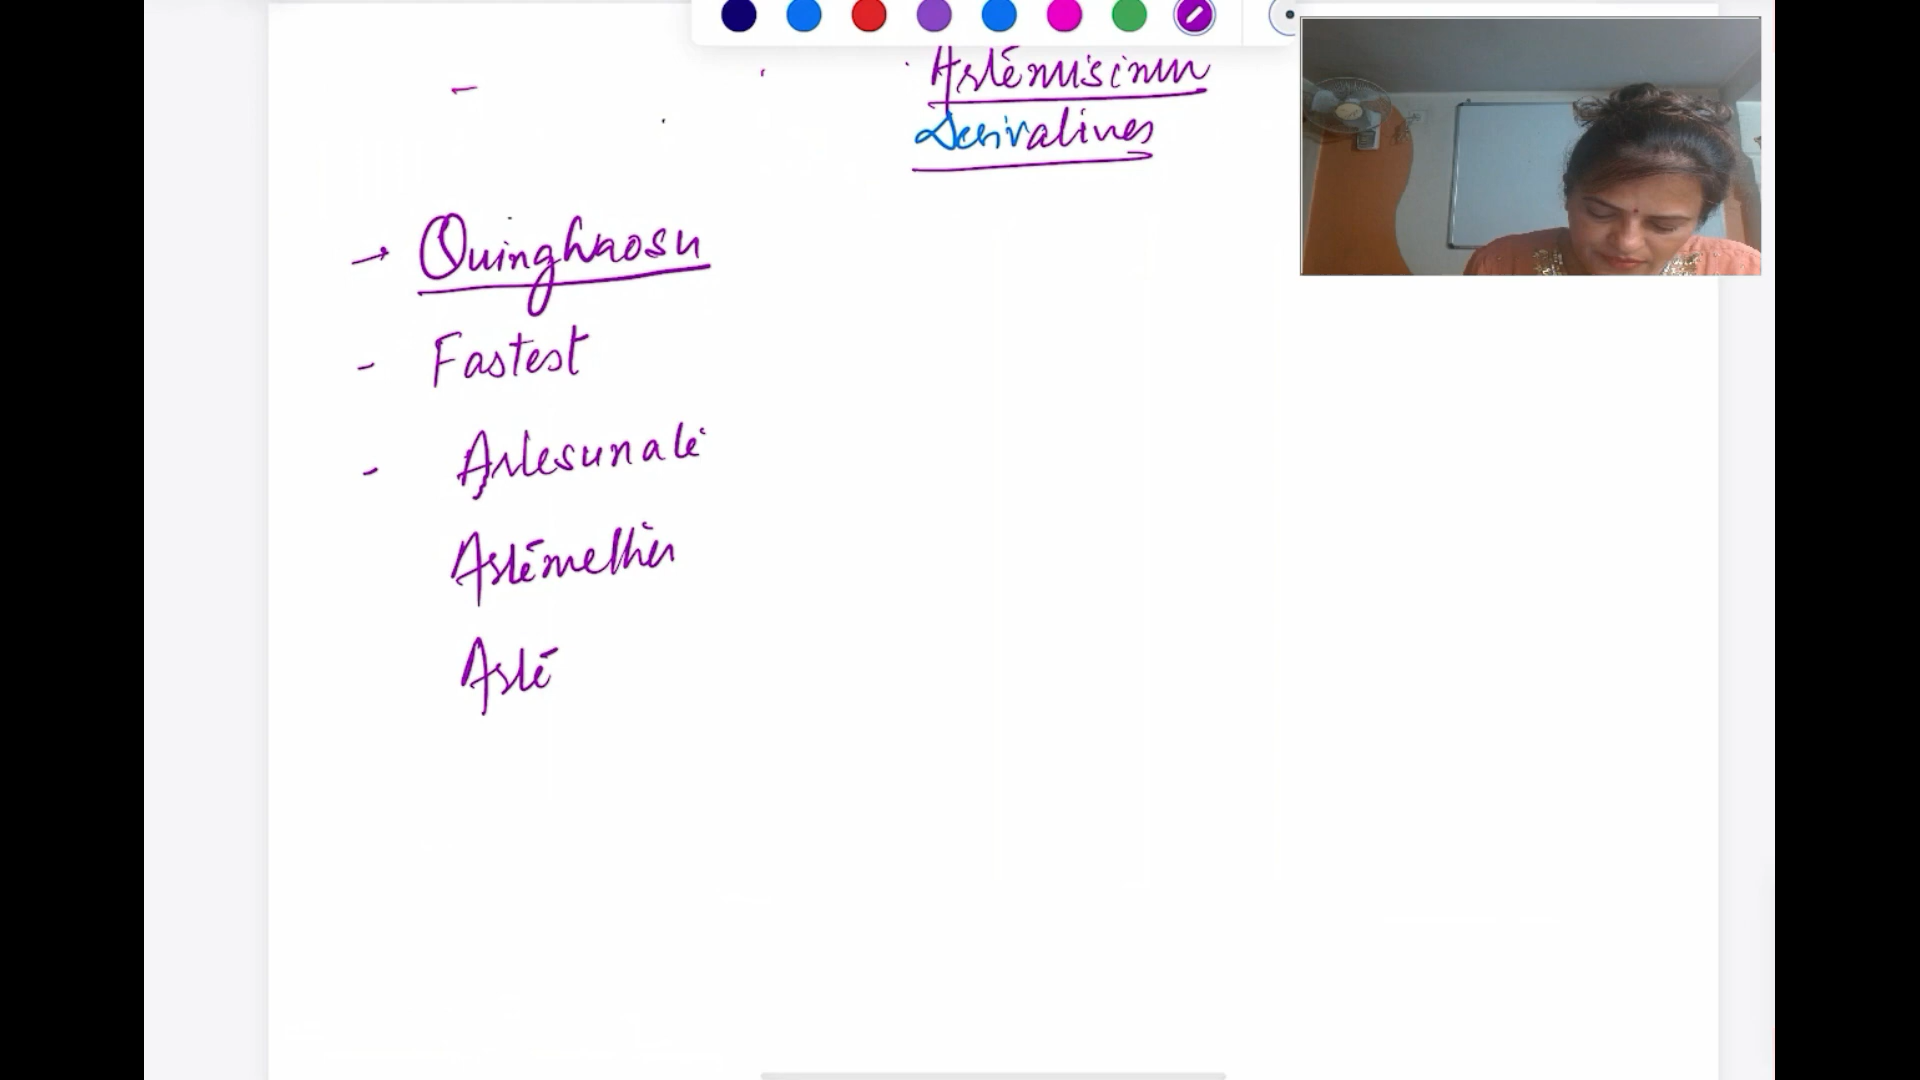 Artemisinin
Derivatives
→ Quinghaosu
- Fastest
- Artesunate
Artemether
Arte